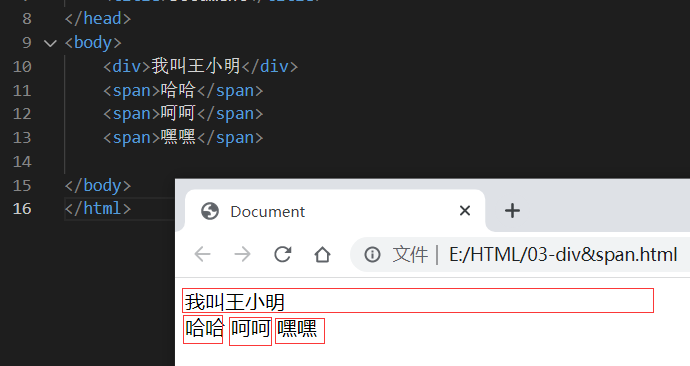 8 </head>
9 <body>
10 <div>我叫王小明</div>
11 <span>哈哈</span>
12 <span>呵呵</span>
13 <span>嘿嘿</span>
14
15 </body>
16 </html>
Document
文件 | E:/HTML/03-div&span.html
我叫王小明
哈哈 呵呵 嘿嘿